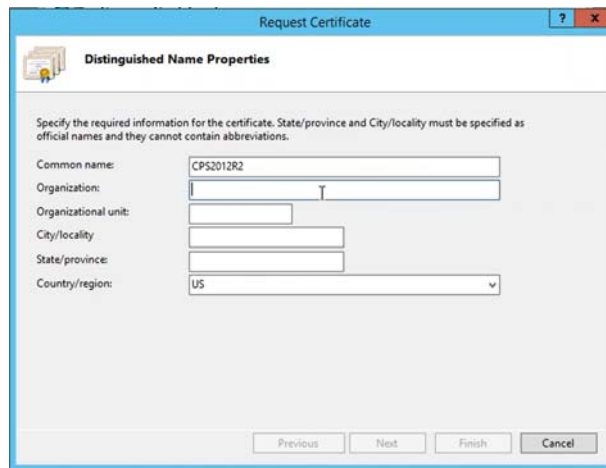 Request Certificate
?
x
Distinguished Name Properties
Specify the required information for the certificate. State/province and City/locality must be specified as
official names and they cannot contain abbreviations.
Common name:
CPS2012R2
Organization:
Organizational unit:
City/locality
State/province:
Country/region:
US
Previous
Next
Finish
Cancel